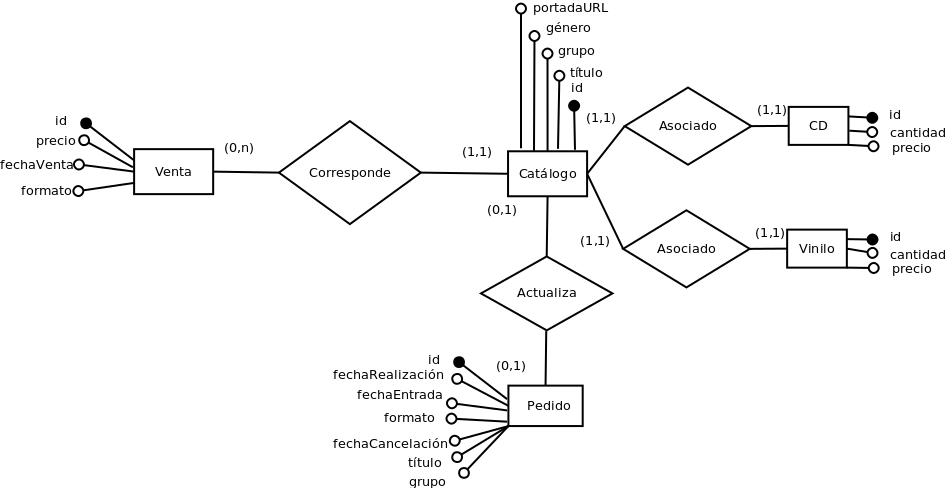 portadaURL
género
grupo
título
id
(1,1)
Asociado
(1,1)
CD
id
cantidad
precio
id
precio
fechaVenta
formato
Venta
(0,n)
Corresponde
(1,1)
Catálogo
(0,1)
(1,1)
Asociado
(1,1)
Vinilo
id
cantidad
precio
Actualiza
(0,1)
id
fechaRealización
fechaEntrada
formato
fechaCancelación
título
grupo
Pedido